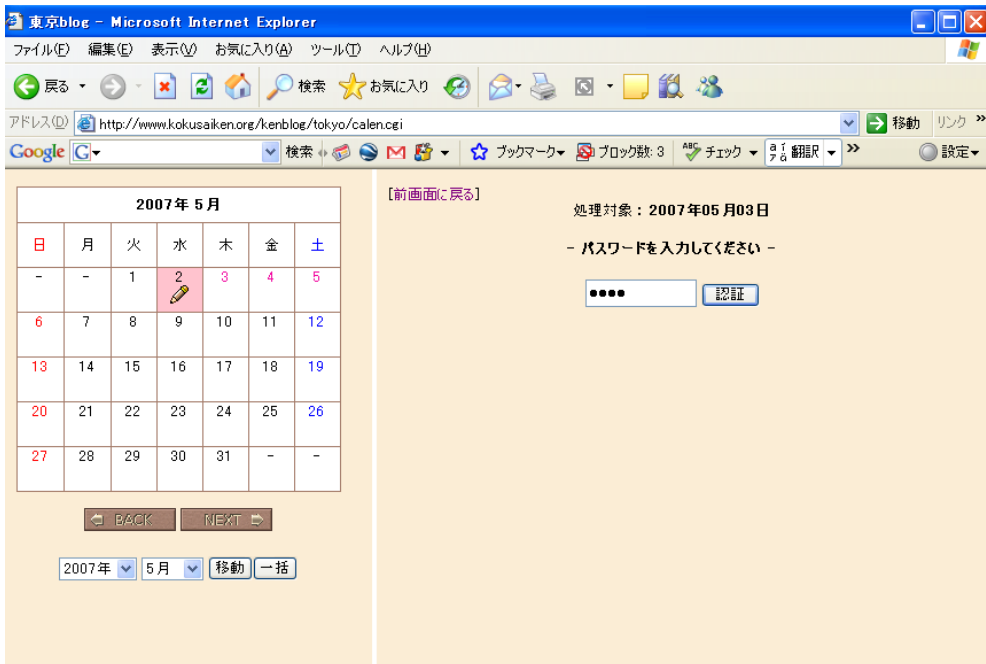 東京blog - Microsoft Internet Explorer
ファイル(F) 編集(E) 表示(V) お気に入り(A) ツール(T) ヘルプ(H)
戻る 検索 お気に入り
アドレス(D) http://www.kokusaiken.org/kenblog/tokyo/calen.cgi 移動 リンク »
Google G 検索 ブックマーク ブロック数: 3 ABC チェック 翻訳 » 設定
2007年 5月
日 月 火 水 木 金 土
- - 1 2 3 4 5
6 7 8 9 10 11 12
13 14 15 16 17 18 19
20 21 22 23 24 25 26
27 28 29 30 31 - -
BACK NEXT
2007年 5月 移動 一括
[前画面に戻る]
処理対象：2007年05月03日
- パスワードを入力してください -
●●●● 認証